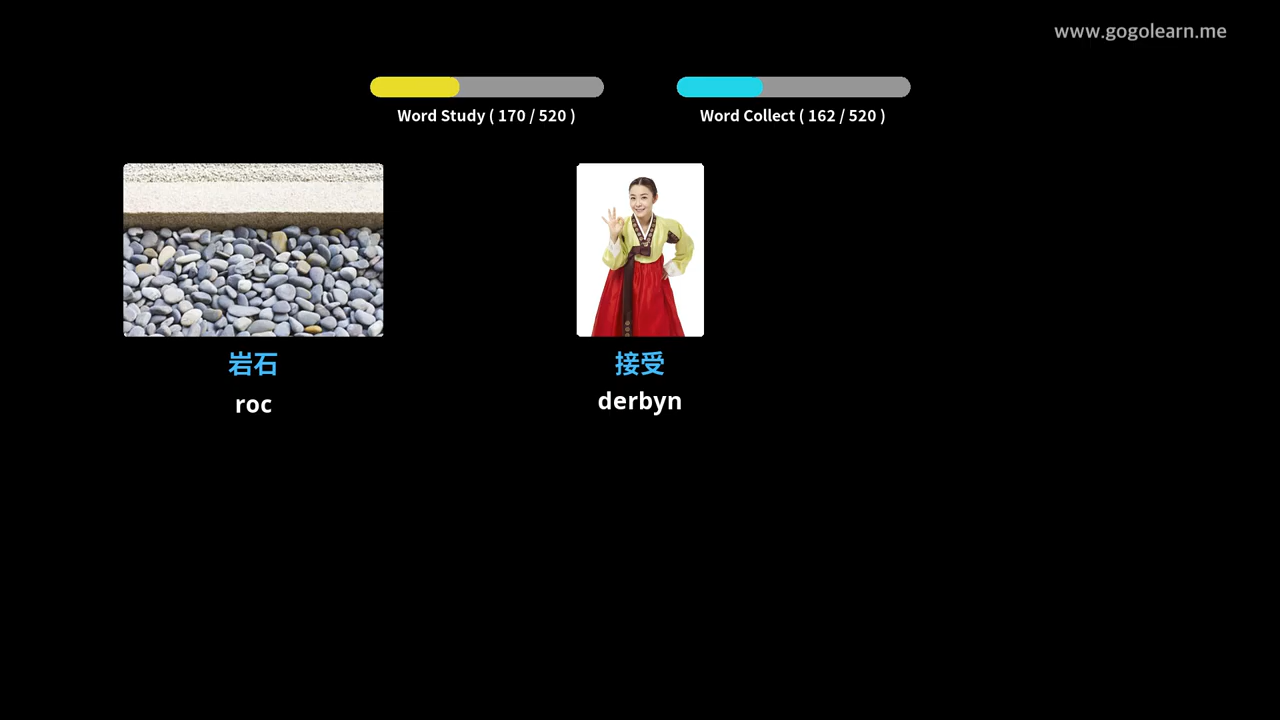 www.gogolearn.me
Word Study ( 170 / 520 )
Word Collect ( 162 / 520 )
岩石
roc
接受
derbyn